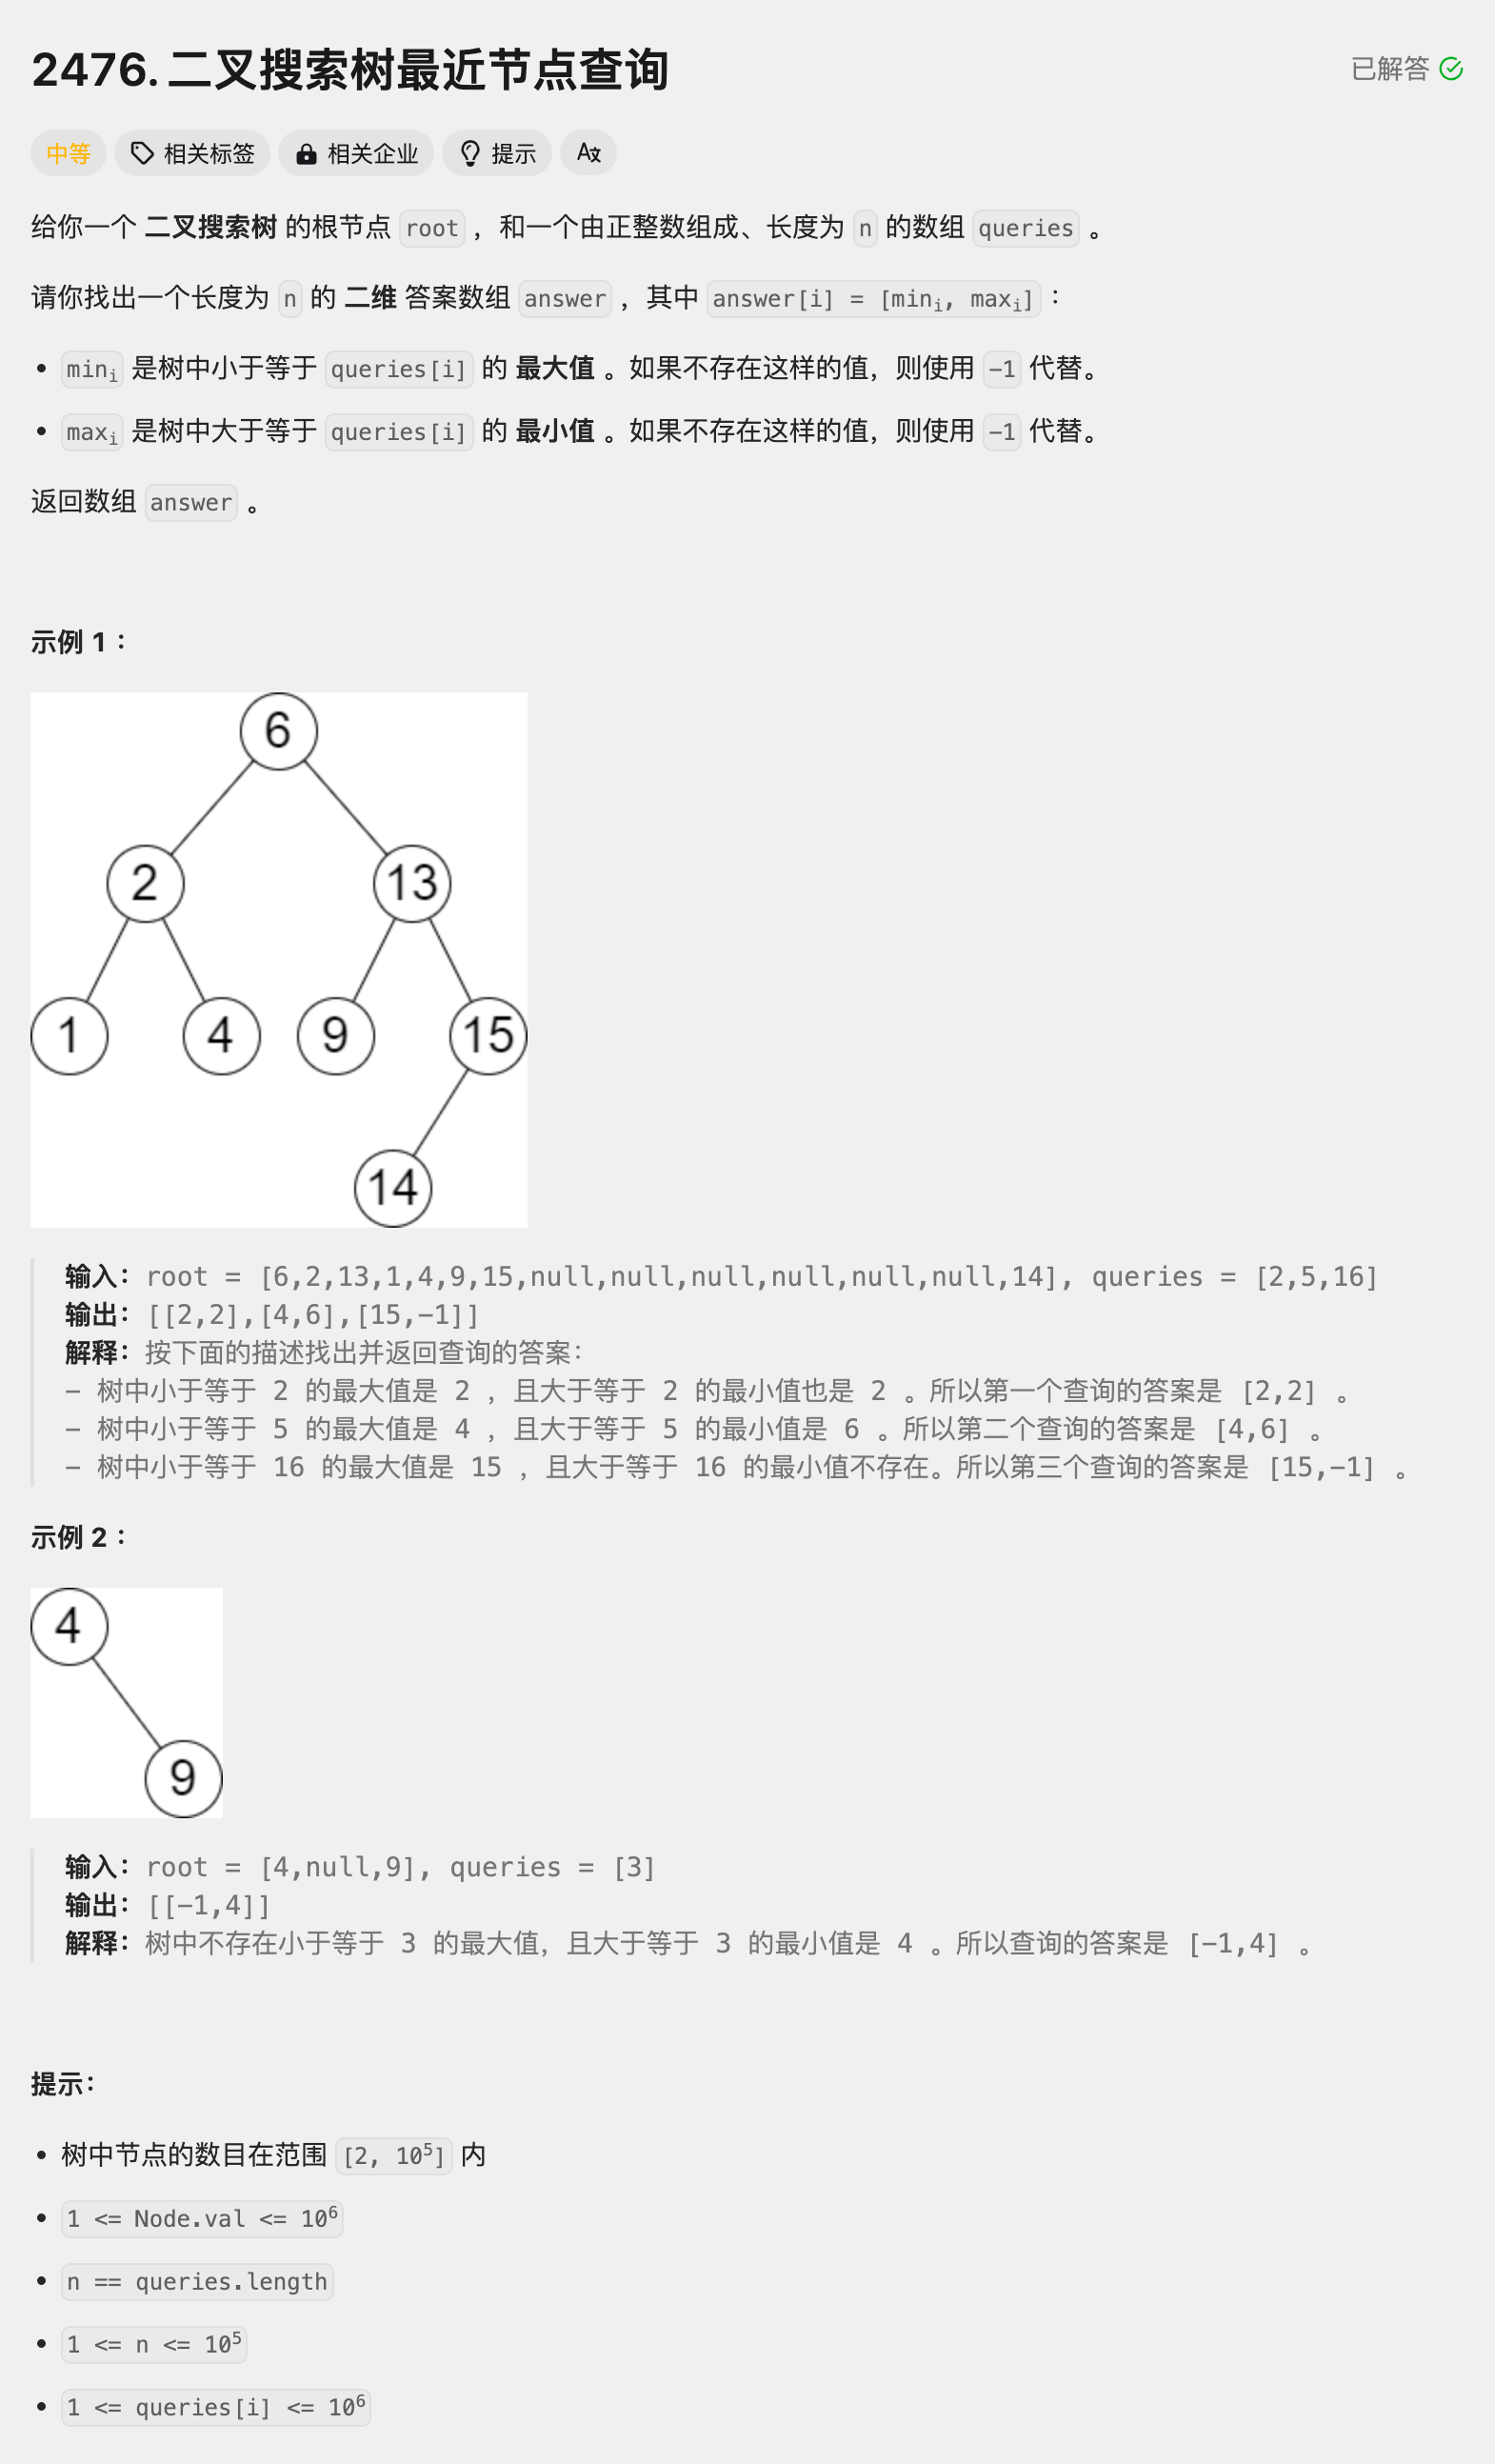 2476. 二叉搜索树最近节点查询
已解答
中等 相关标签 相关企业 提示 Aあ
给你一个 二叉搜索树 的根节点 root ，和一个由正整数组成、长度为 n 的数组 queries 。
请你找出一个长度为 n 的 二维 答案数组 answer ，其中 answer[i] = [mini, maxi] ：
• mini 是树中小于等于 queries[i] 的 最大值 。如果不存在这样的值，则使用 -1 代替。
• maxi 是树中大于等于 queries[i] 的 最小值 。如果不存在这样的值，则使用 -1 代替。
返回数组 answer 。
示例 1：
6
2 13
1 4 9 15
14
输入：root = [6,2,13,1,4,9,15,null,null,null,null,null,null,14], queries = [2,5,16]
输出：[[2,2],[4,6],[15,-1]]
解释：按下面的描述找出并返回查询的答案：
- 树中小于等于 2 的最大值是 2 ，且大于等于 2 的最小值也是 2 。所以第一个查询的答案是 [2,2] 。
- 树中小于等于 5 的最大值是 4 ，且大于等于 5 的最小值是 6 。所以第二个查询的答案是 [4,6] 。
- 树中小于等于 16 的最大值是 15 ，且大于等于 16 的最小值不存在。所以第三个查询的答案是 [15,-1] 。
示例 2：
4
9
输入：root = [4,null,9], queries = [3]
输出：[[-1,4]]
解释：树中不存在小于等于 3 的最大值，且大于等于 3 的最小值是 4 。所以查询的答案是 [-1,4] 。
提示：
• 树中节点的数目在范围 [2, 10⁵] 内
• 1 <= Node.val <= 10⁶
• n == queries.length
• 1 <= n <= 10⁵
• 1 <= queries[i] <= 10⁶